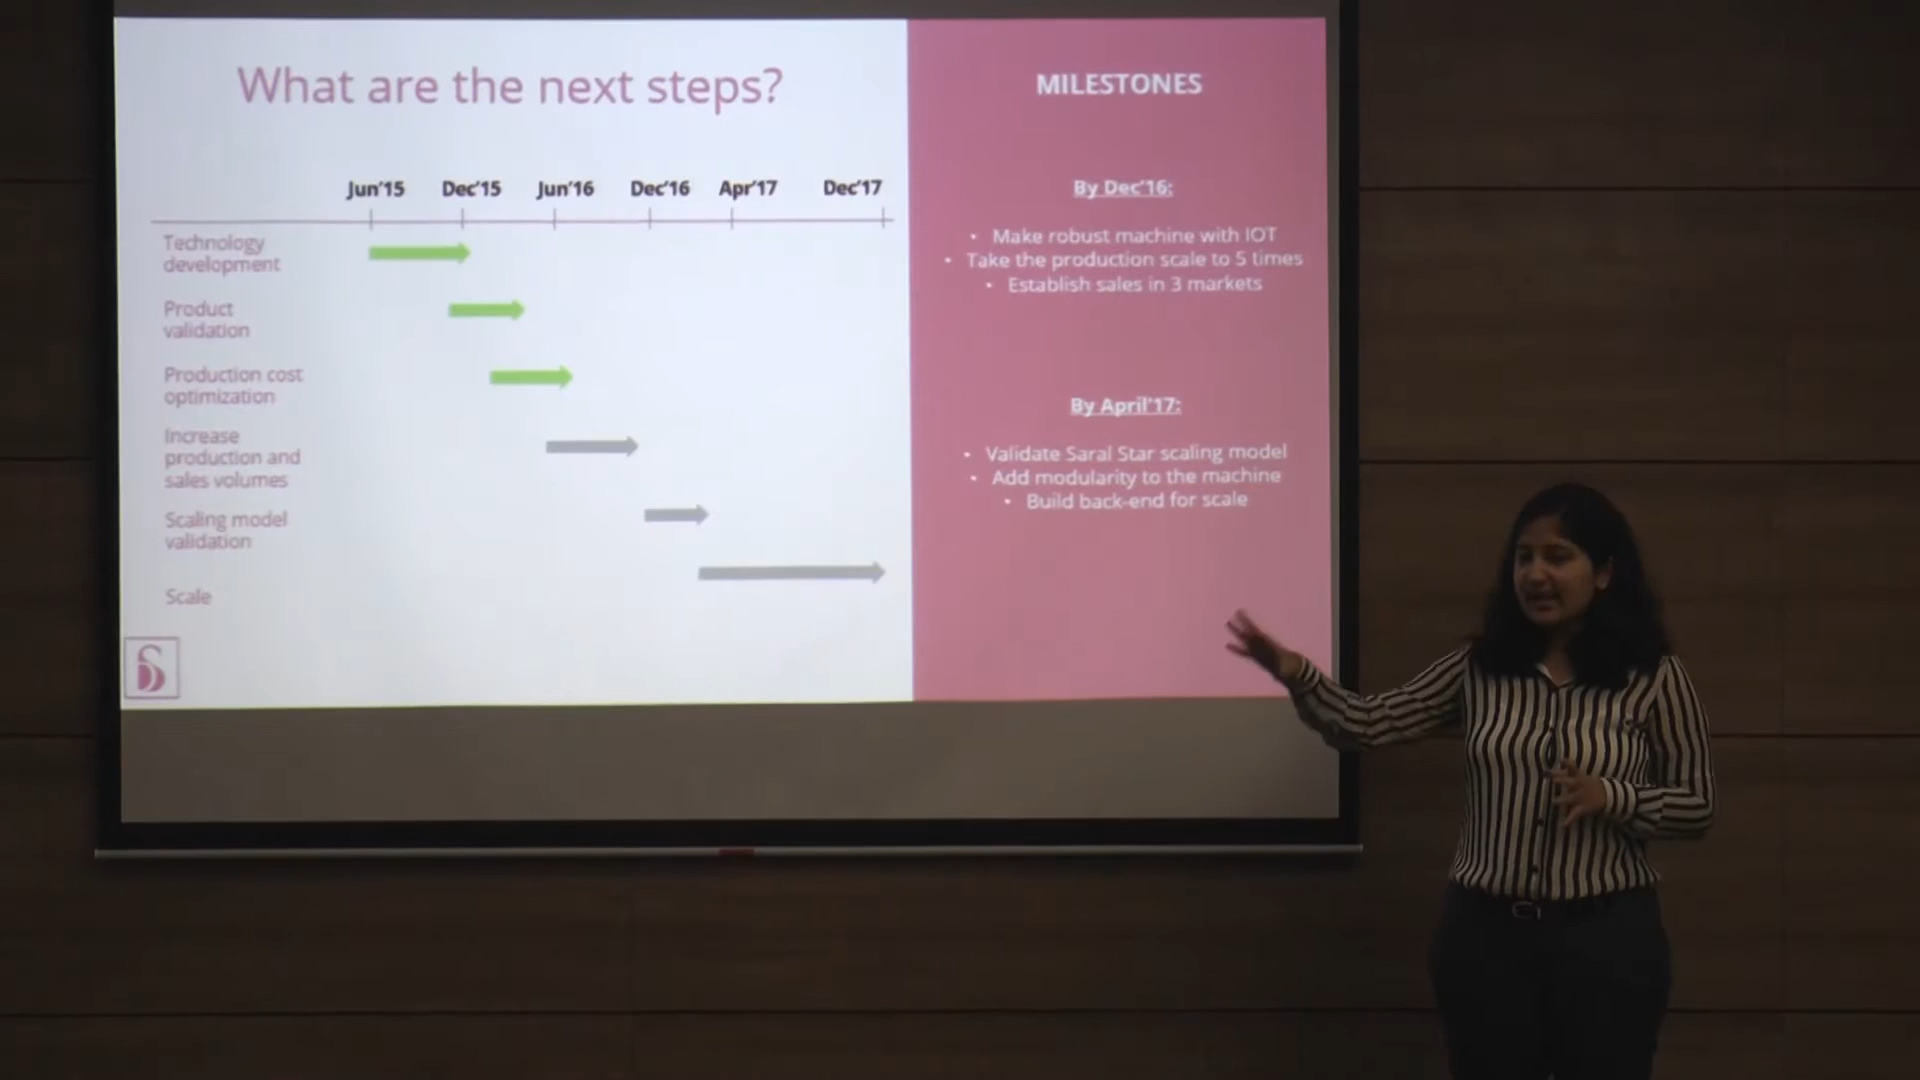 What are the next steps?
Jun'15 Dec'15 Jun'16 Dec'16 Apr'17 Dec'17
Technology
development
Product
validation
Production cost
optimization
Increase
production and
sales volumes
Scaling model
validation
Scale
MILESTONES
By Dec'16:
• Make robust machine with IOT
• Take the production scale to 5 times
• Establish sales in 3 markets
By April'17:
• Validate Saral Star scaling model
• Add modularity to the machine
• Build back-end for scale